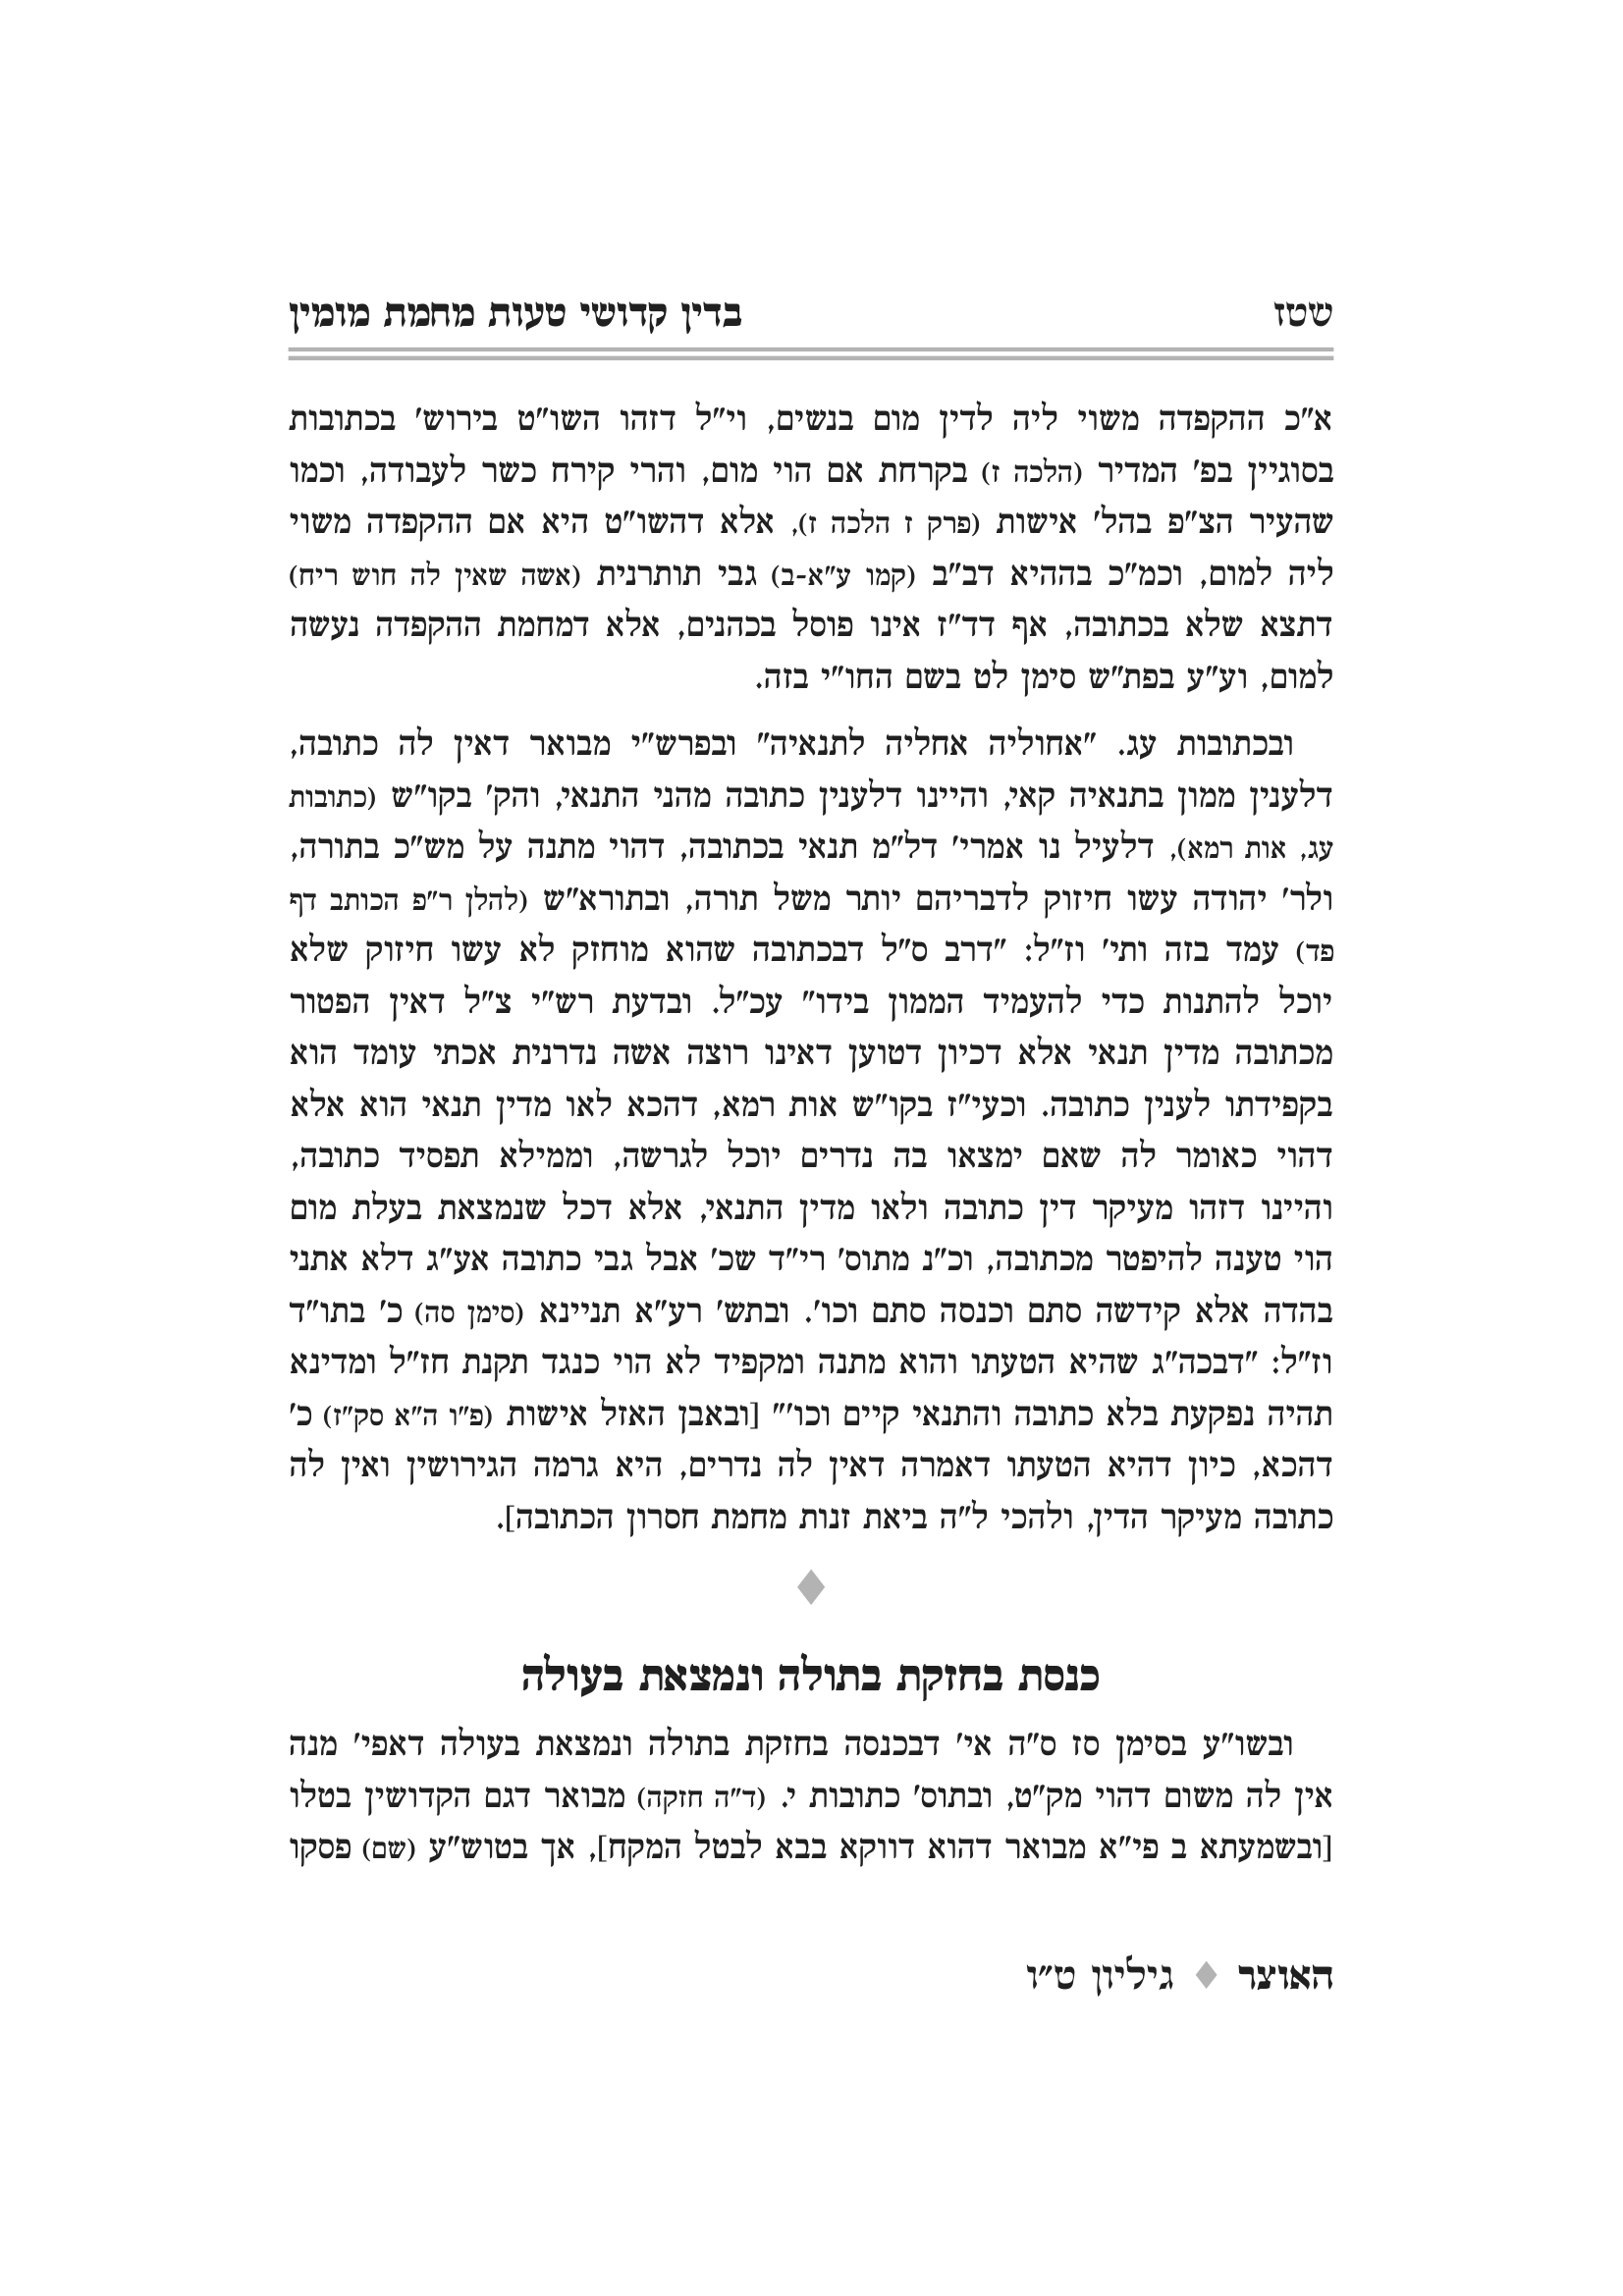 שטז בדין קדושי טעות מחמת מומין
א"כ ההקפדה משוי ליה לדין מום בנשים, וי"ל דזהו השו"ט בירוש' בכתובות
בסוגיין בפ' המדיר (הלכה ז) בקרחת אם הוי מום, והרי קירח כשר לעבודה, וכמו
שהעיר הצ"פ בהל' אישות (פרק ז הלכה ז), אלא דהשו"ט היא אם ההקפדה משוי
ליה למום, וכמ"כ בההיא דב"ב (קמו ע"א-ב) גבי תותרנית (אשה שאין לה חוש ריח)
דתצא שלא בכתובה, אף דד"ז אינו פוסל בכהנים, אלא דמחמת ההקפדה נעשה
למום, וע"ע בפת"ש סימן לט בשם החו"י בזה.
ובכתובות עג. "אחוליה אחליה לתנאיה" ובפרש"י מבואר דאין לה כתובה,
דלענין ממון בתנאיה קאי, והיינו דלענין כתובה מהני התנאי, והק' בקו"ש (כתובות
עג, אות רמא), דלעיל נו אמרי' דל"מ תנאי בכתובה, דהוי מתנה על מש"כ בתורה,
ולר' יהודה עשו חיזוק לדבריהם יותר משל תורה, ובתורא"ש (להלן ר"פ הכותב דף
פד) עמד בזה ותי' וז"ל: "דרב ס"ל דבכתובה שהוא מוחזק לא עשו חיזוק שלא
יוכל להתנות כדי להעמיד הממון בידו" עכ"ל. ובדעת רש"י צ"ל דאין הפטור
מכתובה מדין תנאי אלא דכיון דטוען דאינו רוצה אשה נדרנית אכתי עומד הוא
בקפידתו לענין כתובה. וכעי"ז בקו"ש אות רמא, דהכא לאו מדין תנאי הוא אלא
דהוי כאומר לה שאם ימצאו בה נדרים יוכל לגרשה, וממילא תפסיד כתובה,
והיינו דזהו מעיקר דין כתובה ולאו מדין התנאי, אלא דכל שנמצאת בעלת מום
הוי טענה להיפטר מכתובה, וכ"נ מתוס' רי"ד שכ' אבל גבי כתובה אע"ג דלא אתני
בהדה אלא קידשה סתם וכנסה סתם וכו'. ובתש' רע"א תניינא (סימן סה) כ' בתו"ד
וז"ל: "דבכה"ג שהיא הטעתו והוא מתנה ומקפיד לא הוי כנגד תקנת חז"ל ומדינא
תהיה נפקעת בלא כתובה והתנאי קיים וכו'" [ובאבן האזל אישות (פ"ו ה"א סק"ז) כ'
דהכא, כיון דהיא הטעתו דאמרה דאין לה נדרים, היא גרמה הגירושין ואין לה
כתובה מעיקר הדין, ולהכי ל"ה ביאת זנות מחמת חסרון הכתובה].
כנסת בחזקת בתולה ונמצאת בעולה
ובשו"ע בסימן סז ס"ה אי' דבכנסה בחזקת בתולה ונמצאת בעולה דאפי' מנה
אין לה משום דהוי מק"ט, ובתוס' כתובות י. (ד"ה חזקה) מבואר דגם הקדושין בטלו
[ובשמעתא ב פי"א מבואר דהוא דווקא בבא לבטל המקח], אך בטוש"ע (שם) פסקו
האוצר ♦ גיליון ט"ו